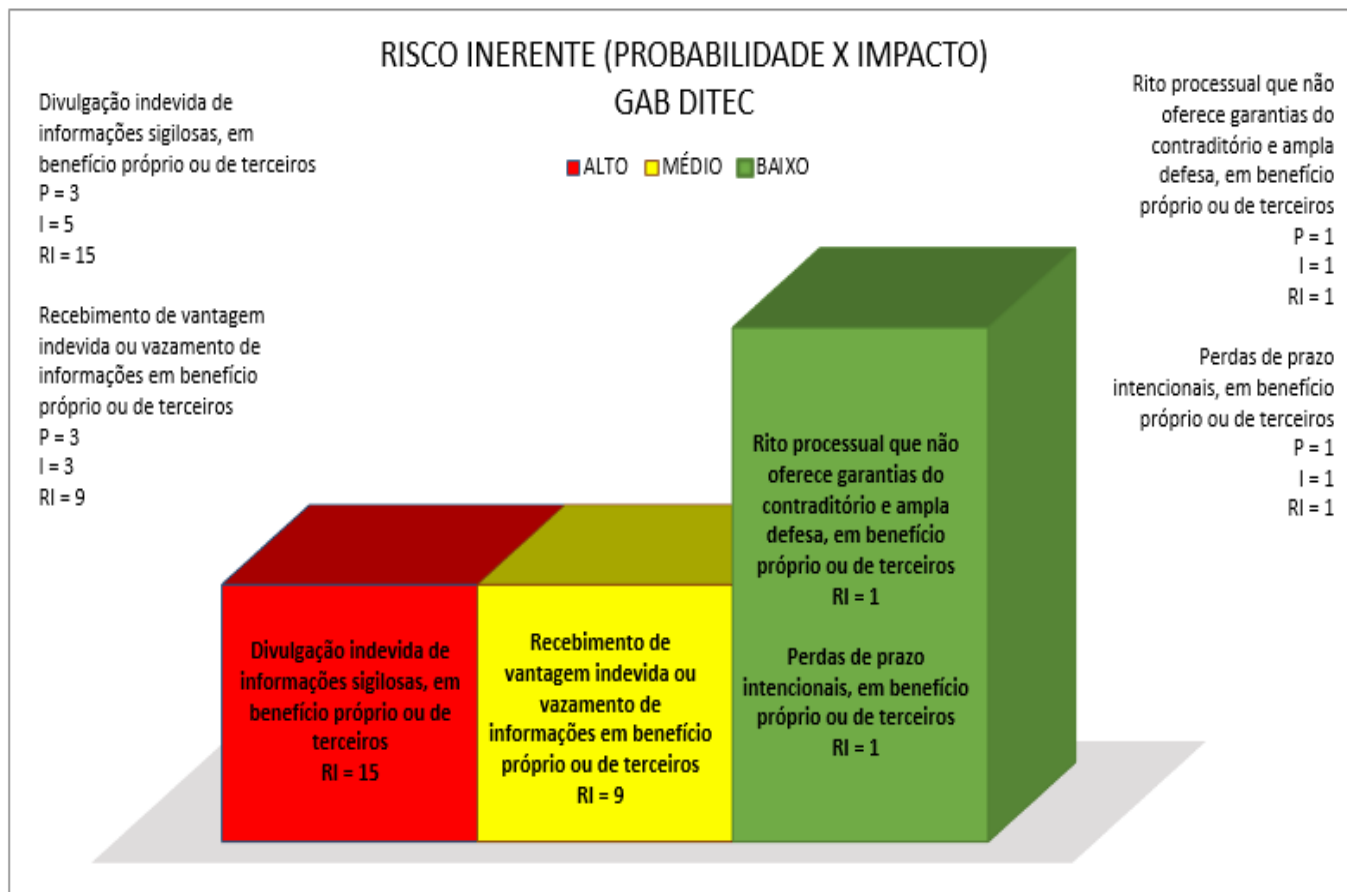 RISCO INERENTE (PROBABILIDADE X IMPACTO)
GAB DITEC
ALTO MÉDIO BAIXO
Divulgação indevida de
informações sigilosas, em
benefício próprio ou de terceiros
P = 3
I = 5
RI = 15
Recebimento de vantagem
indevida ou vazamento de
informações em benefício
próprio ou de terceiros
P = 3
I = 3
RI = 9
Rito processual que não
oferece garantias do
contraditório e ampla
defesa, em benefício
próprio ou de terceiros
P = 1
I = 1
RI = 1
Perdas de prazo
intencionais, em benefício
próprio ou de terceiros
P = 1
I = 1
RI = 1
Divulgação indevida de
informações sigilosas, em
benefício próprio ou de
terceiros
RI = 15
Recebimento de
vantagem indevida ou
vazamento de
informações em benefício
próprio ou de terceiros
RI = 9
Rito processual que não
oferece garantias do
contraditório e ampla
defesa, em benefício
próprio ou de terceiros
RI = 1
Perdas de prazo
intencionais, em benefício
próprio ou de terceiros
RI = 1